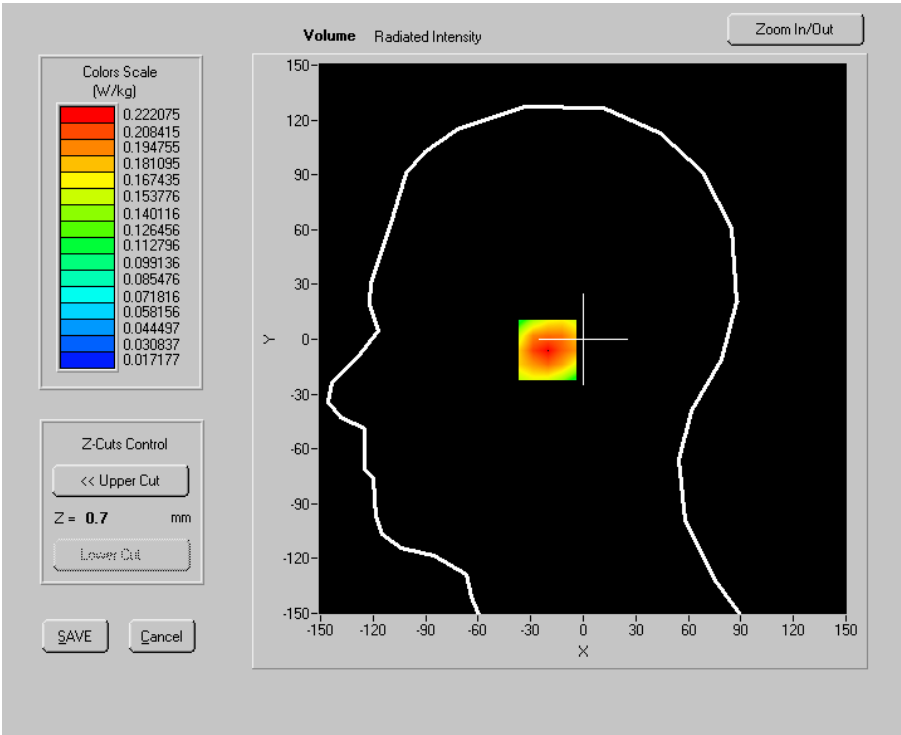 Volume Radiated Intensity
Zoom In/Out
Colors Scale
(W/kg)
0.222075
0.208415
0.194755
0.181095
0.167435
0.153776
0.140116
0.126456
0.112796
0.099136
0.085476
0.071816
0.058156
0.044497
0.030837
0.017177
Z-Cuts Control
<< Upper Cut
Z = 0.7 mm
Lower Cut
SAVE
Cancel
150
120
90
60
30
0
-30
-60
-90
-120
-150
Y
-150 -120 -90 -60 -30 0 30 60 90 120 150
X